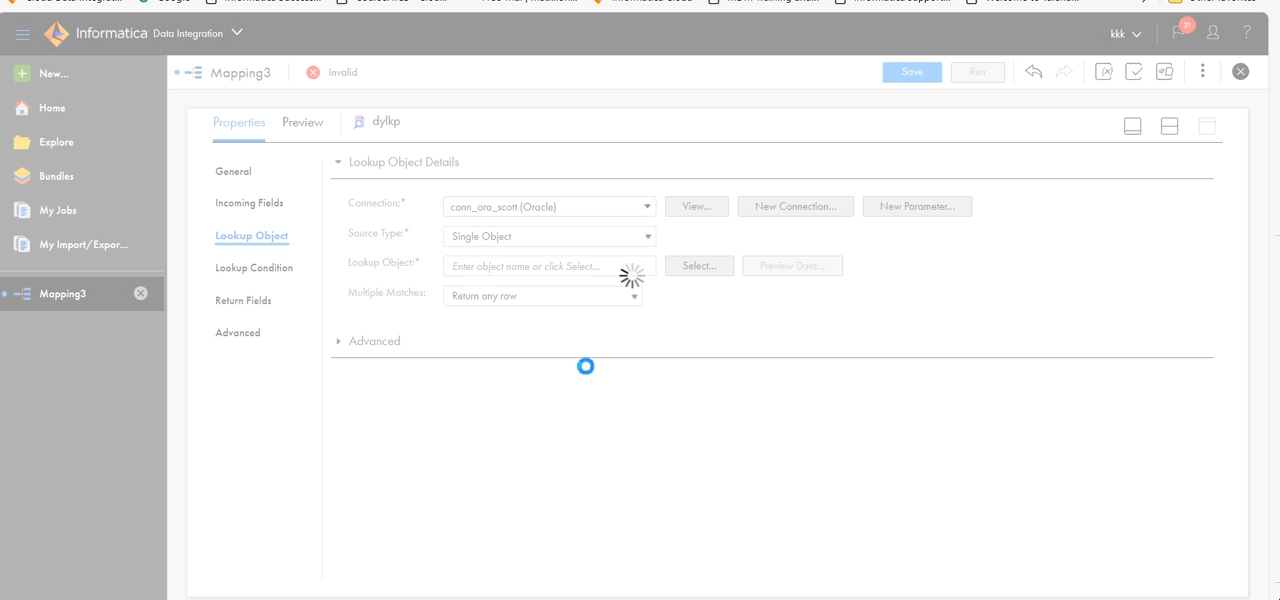 Informatica Data Integration
kkk
21
?
New...
Home
Explore
Bundles
My Jobs
My Import/Expor...
Mapping3
Mapping3
Invalid
Save
Run
Properties
Preview
dylkp
General
Incoming Fields
Lookup Object
Lookup Condition
Return Fields
Advanced
Lookup Object Details
Connection:*
conn_ora_scott (Oracle)
View...
New Connection...
New Parameter...
Source Type:*
Single Object
Lookup Object:*
Enter object name or click Select...
Select...
Preview Data...
Multiple Matches:
Return any row
Advanced